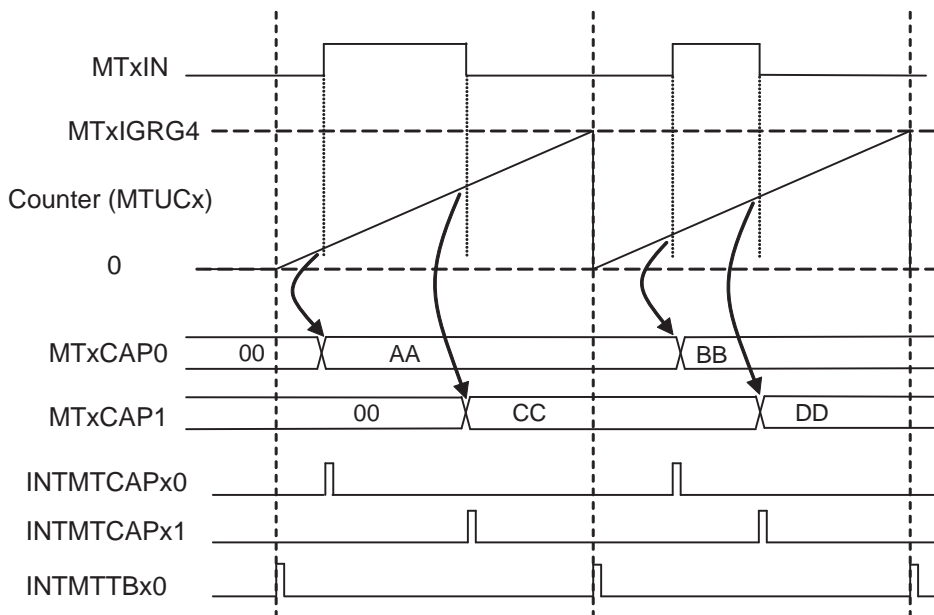 MTxIN
MTxIGRG4
Counter (MTUCx)
0
MTxCAP0 00 AA BB
MTxCAP1 00 CC DD
INTMTCAPx0
INTMTCAPx1
INTMTTBx0